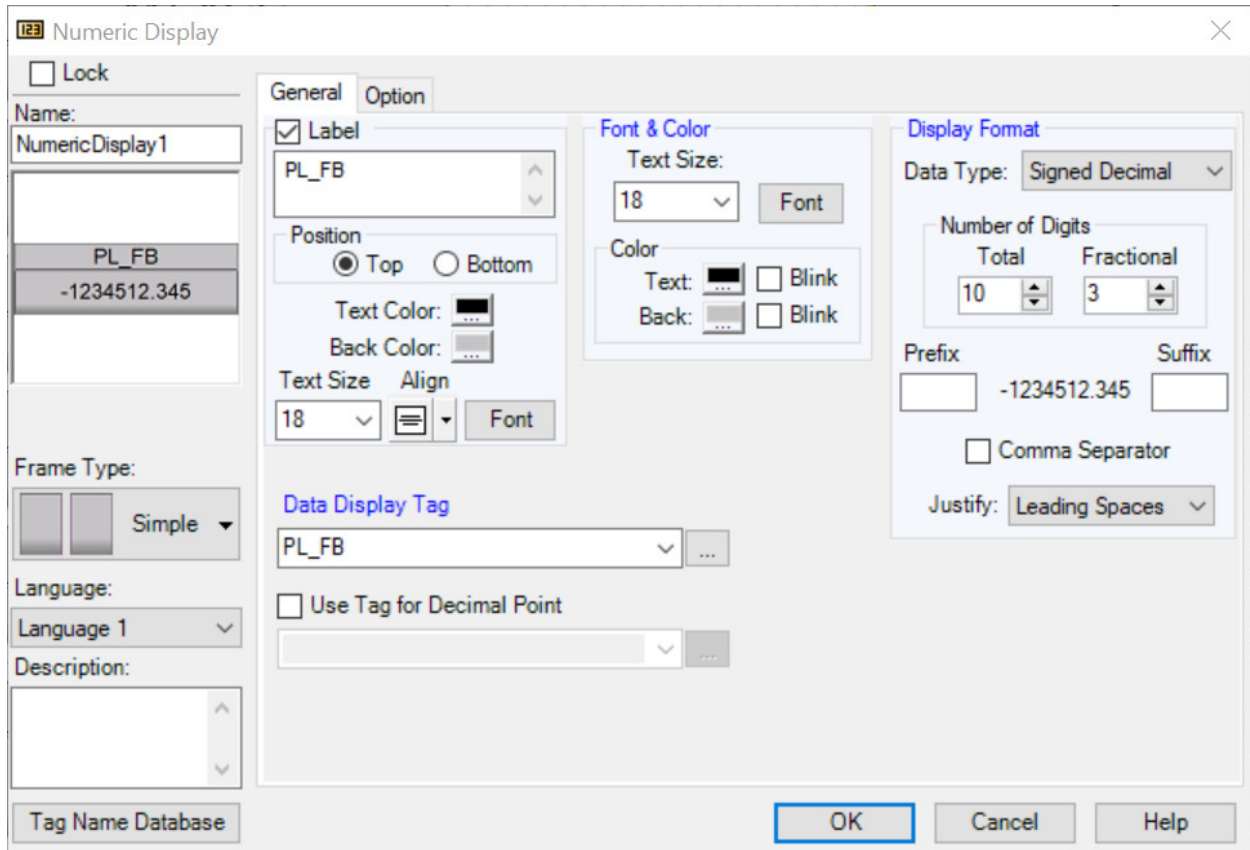 Numeric Display
Lock
Name:
NumericDisplay1
PL_FB
-1234512.345
Frame Type:
Simple
Language:
Language 1
Description:
Tag Name Database
General Option
Label
PL_FB
Position
Top Bottom
Text Color: ...
Back Color: ...
Text Size Align
18 Font
Font & Color
Text Size:
18 Font
Color
Text: ... Blink
Back: ... Blink
Display Format
Data Type: Signed Decimal
Number of Digits
Total Fractional
10 3
Prefix Suffix
-1234512.345
Comma Separator
Justify: Leading Spaces
Data Display Tag
PL_FB ...
Use Tag for Decimal Point
...
OK Cancel Help